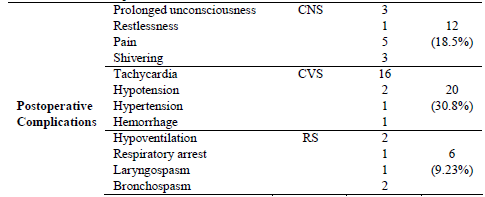 Prolonged unconsciousness CNS 3
Restlessness 1 12
Pain 5 (18.5%)
Shivering 3
Tachycardia CVS 16
Hypotension 2 20
Postoperative Hypertension 1 (30.8%)
Complications Hemorrhage 1
Hypoventilation RS 2
Respiratory arrest 1 6
Laryngospasm 1 (9.23%)
Bronchospasm 2